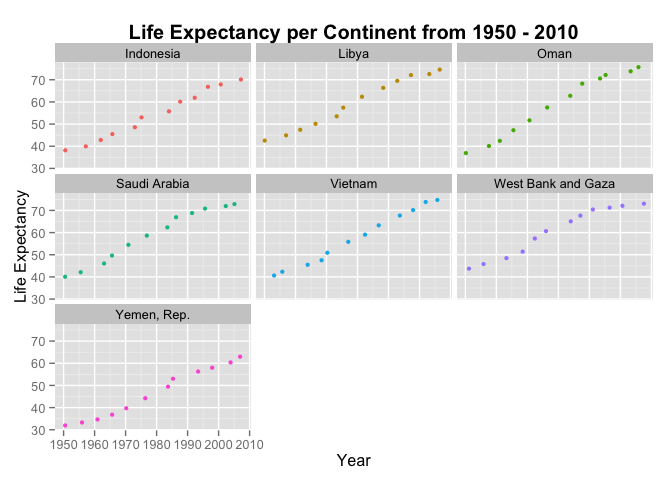 Life Expectancy per Continent from 1950 - 2010
Indonesia
Libya
Oman
70
60
50
40
30
Saudi Arabia
Vietnam
West Bank and Gaza
70
60
50
40
30
Life Expectancy
Yemen, Rep.
70
60
50
40
30
1950 1960 1970 1980 1990 2000 2010
Year